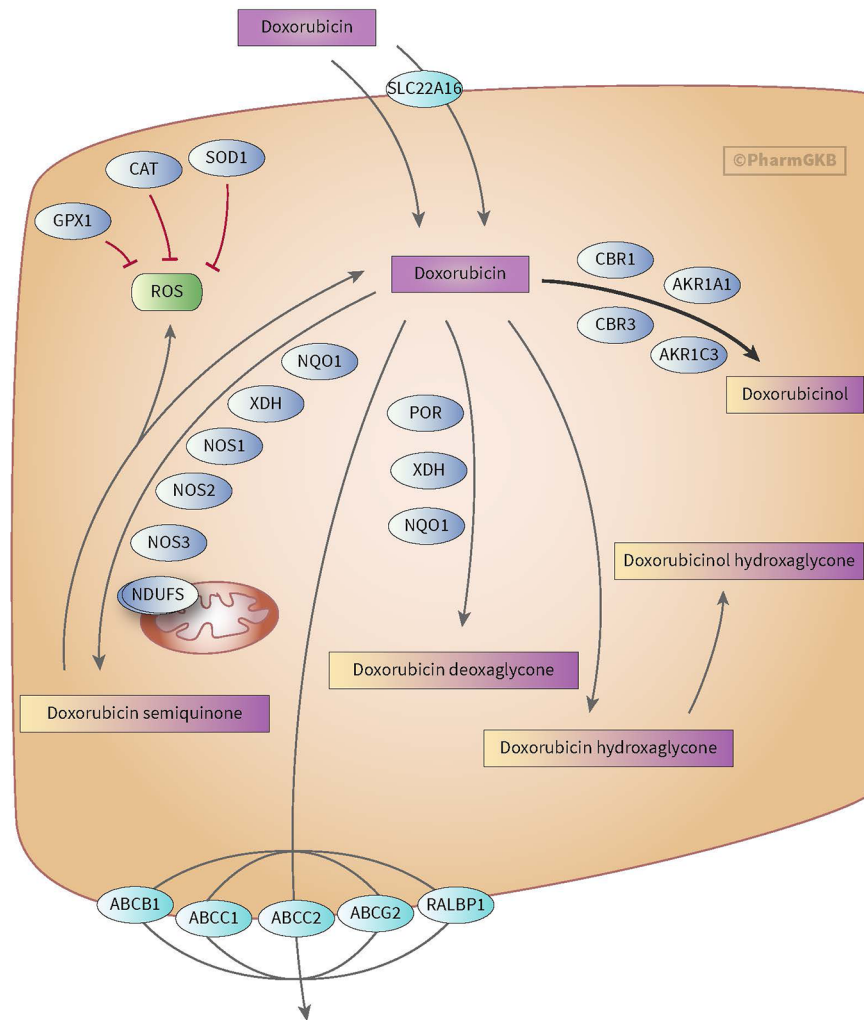 Doxorubicin
SLC22A16
©PharmGKB
SOD1
CAT
GPX1
ROS
Doxorubicin
CBR1
AKR1A1
CBR3
AKR1C3
Doxorubicinol
NQO1
XDH
NOS1
NOS2
NOS3
NDUFS
POR
XDH
NQO1
Doxorubicinol hydroxaglycone
Doxorubicin deoxaglycone
Doxorubicin semiquinone
Doxorubicin hydroxaglycone
ABCB1
ABCC1
ABCC2
ABCG2
RALBP1